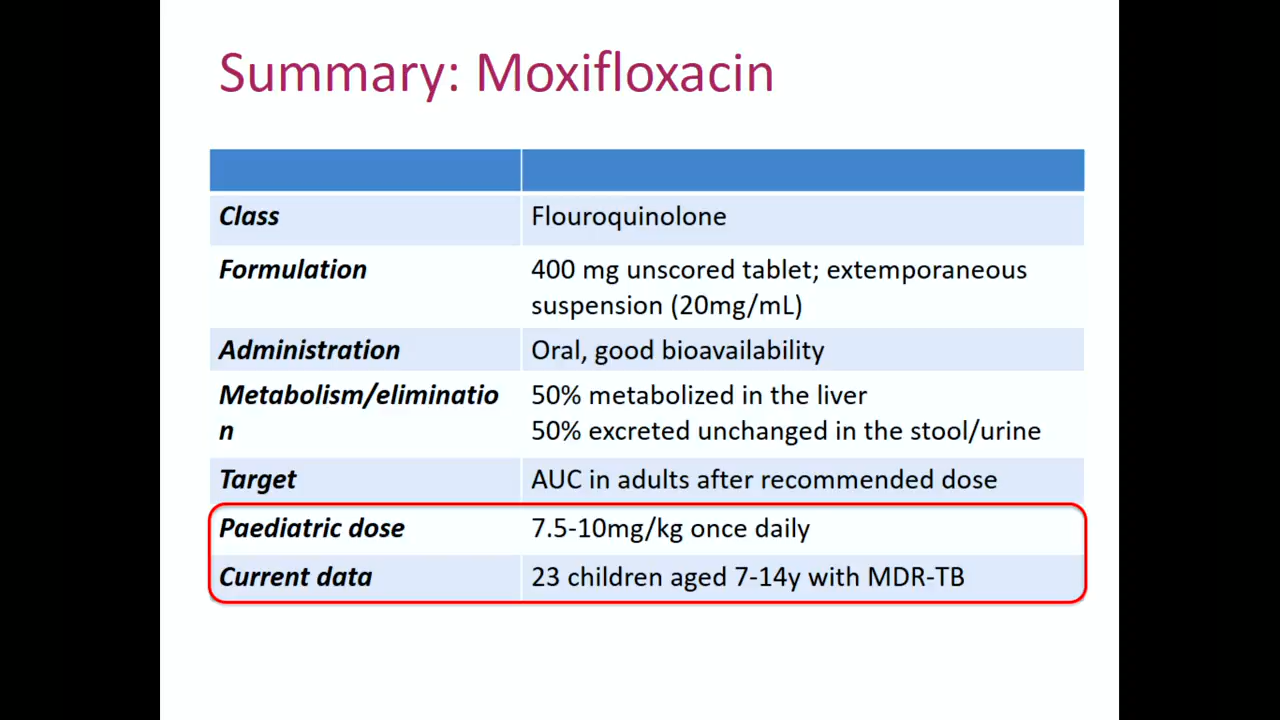 Summary: Moxifloxacin
Class Flouroquinolone
Formulation 400 mg unscored tablet; extemporaneous
suspension (20mg/mL)
Administration Oral, good bioavailability
Metabolism/eliminatio 50% metabolized in the liver
n 50% excreted unchanged in the stool/urine
Target AUC in adults after recommended dose
Paediatric dose 7.5-10mg/kg once daily
Current data 23 children aged 7-14y with MDR-TB